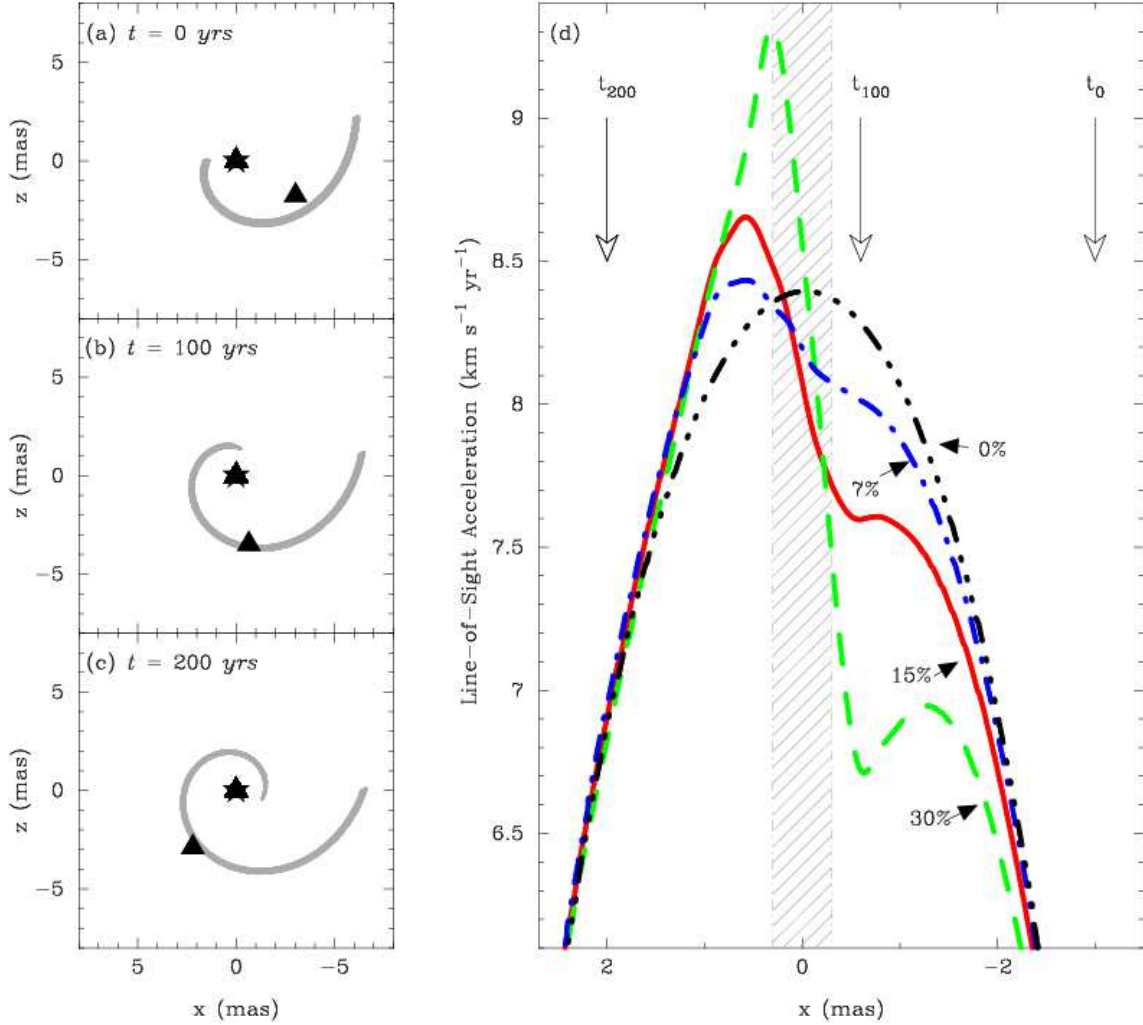 (a) t = 0 yrs
5
0
−5
z (mas)
(b) t = 100 yrs
5
0
−5
z (mas)
(c) t = 200 yrs
5
0
−5
z (mas)
5 0 −5
x (mas)
(d)
t200 t100 t0
9
8.5
8
7.5
7
6.5
Line−of−Sight Acceleration (km s−1 yr−1)
0%
7%
15%
30%
2 0 −2
x (mas)